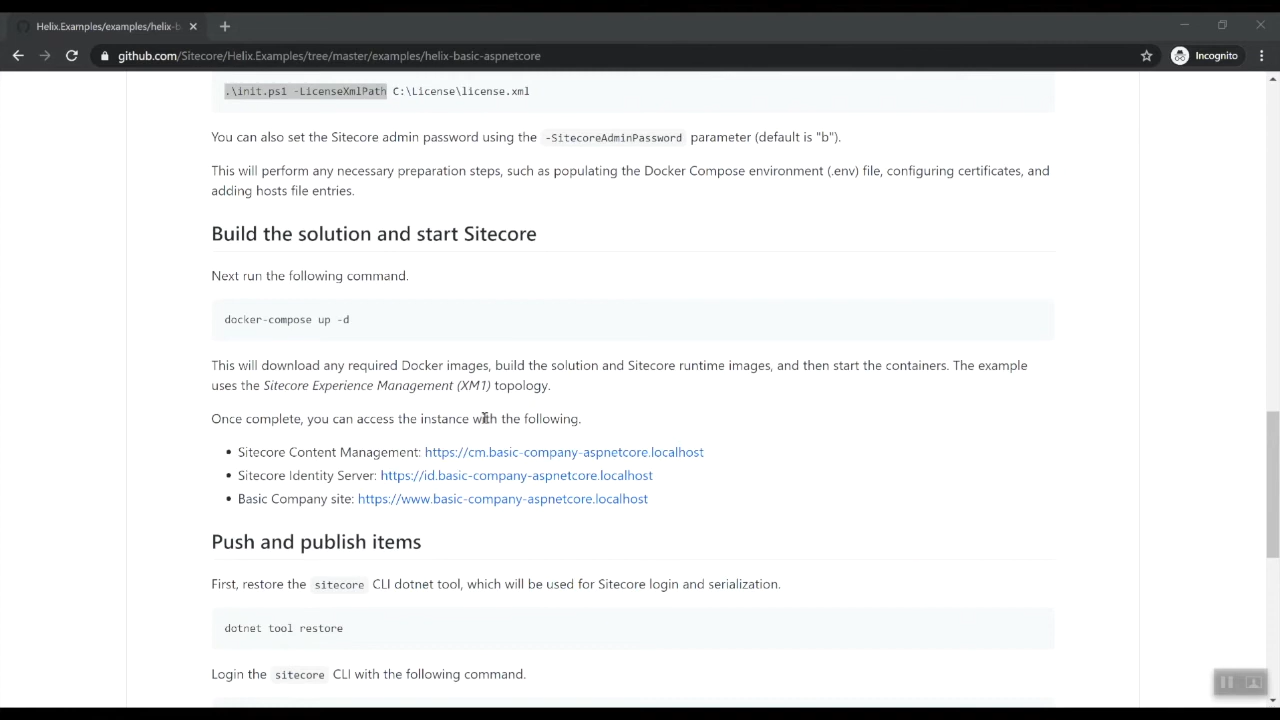 Helix.Examples/examples/helix-b
github.com/Sitecore/Helix.Examples/tree/master/examples/helix-basic-aspnetcore
Incognito
.\init.ps1 -LicenseXmlPath C:\License\license.xml
You can also set the Sitecore admin password using the -SitecoreAdminPassword parameter (default is "b").
This will perform any necessary preparation steps, such as populating the Docker Compose environment (.env) file, configuring certificates, and
adding hosts file entries.
Build the solution and start Sitecore
Next run the following command.
docker-compose up -d
This will download any required Docker images, build the solution and Sitecore runtime images, and then start the containers. The example
uses the Sitecore Experience Management (XM1) topology.
Once complete, you can access the instance with the following.
• Sitecore Content Management: https://cm.basic-company-aspnetcore.localhost
• Sitecore Identity Server: https://id.basic-company-aspnetcore.localhost
• Basic Company site: https://www.basic-company-aspnetcore.localhost
Push and publish items
First, restore the sitecore CLI dotnet tool, which will be used for Sitecore login and serialization.
dotnet tool restore
Login the sitecore CLI with the following command.